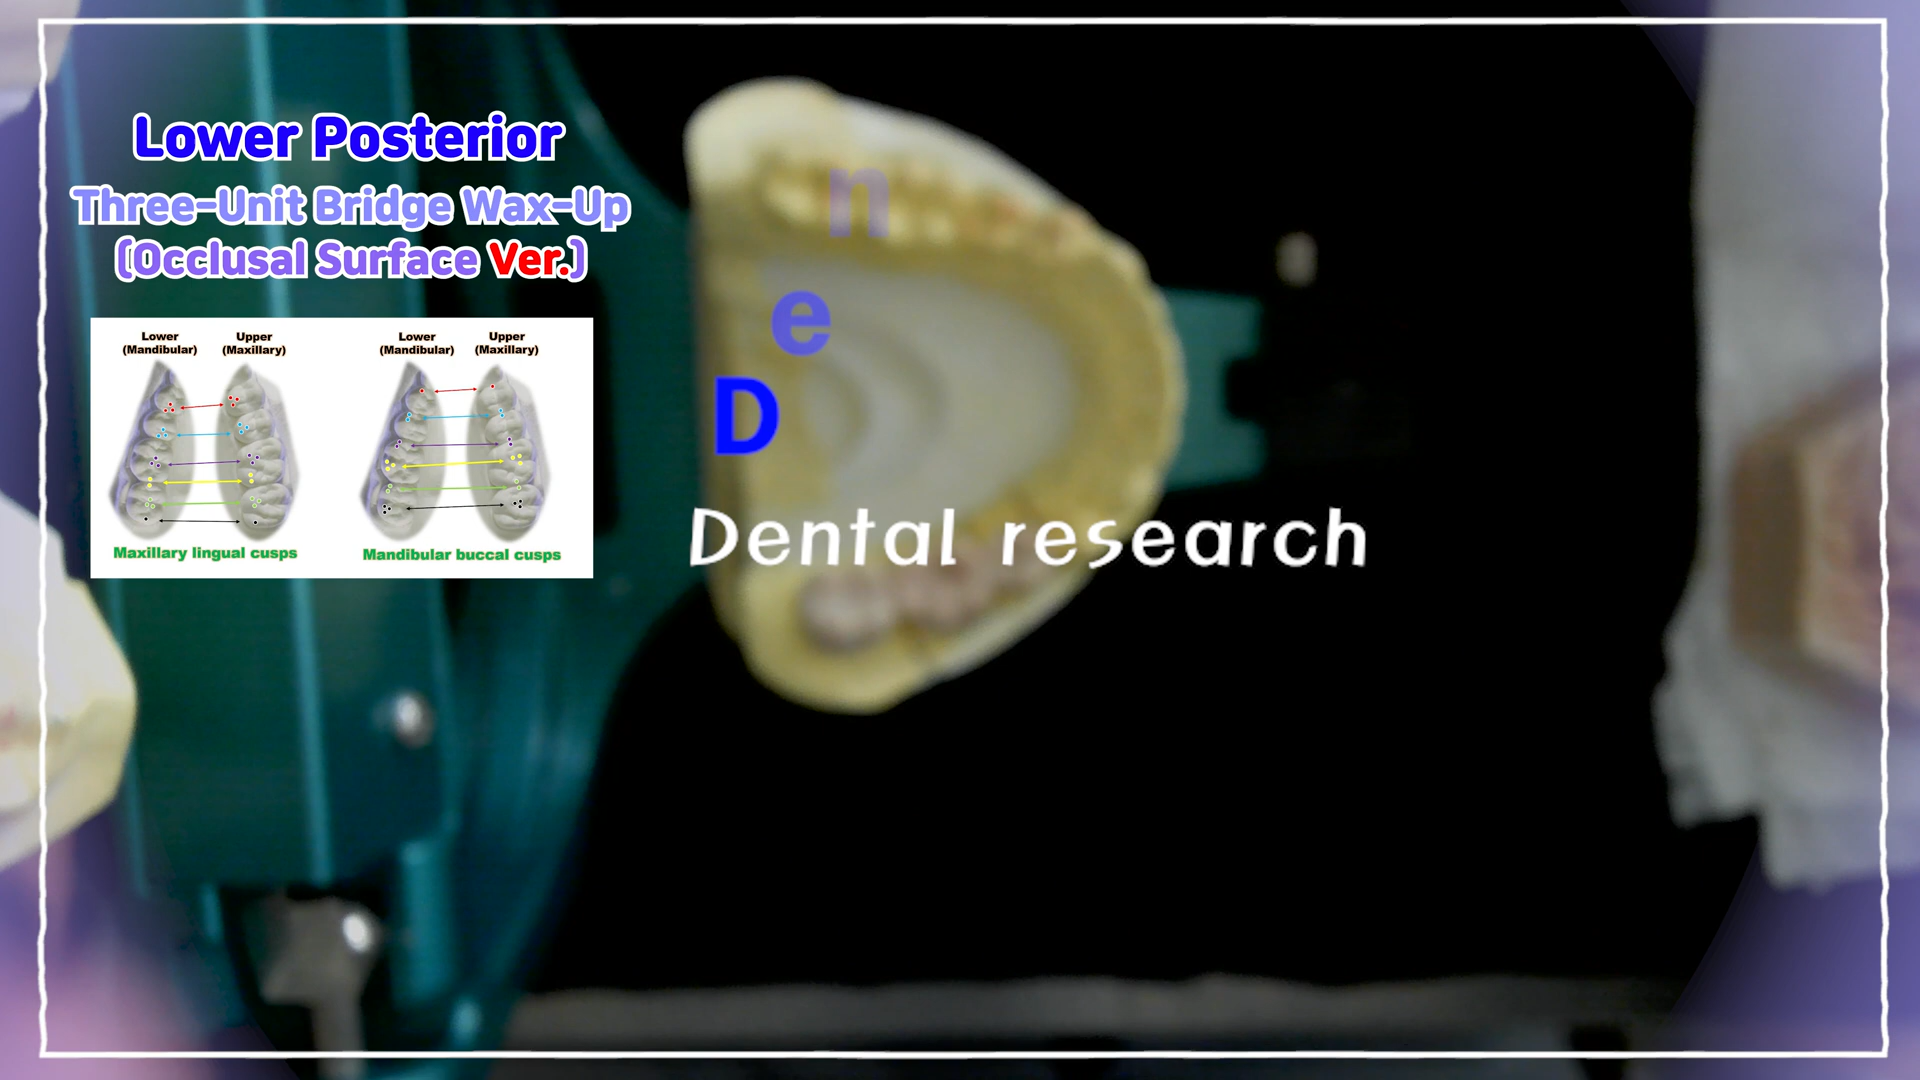 Lower Posterior
Three-Unit Bridge Wax-Up
(Occlusal Surface Ver.)
Lower
(Mandibular)
Upper
(Maxillary)
Lower
(Mandibular)
Upper
(Maxillary)
Maxillary lingual cusps
Mandibular buccal cusps
n
e
D
Dental research